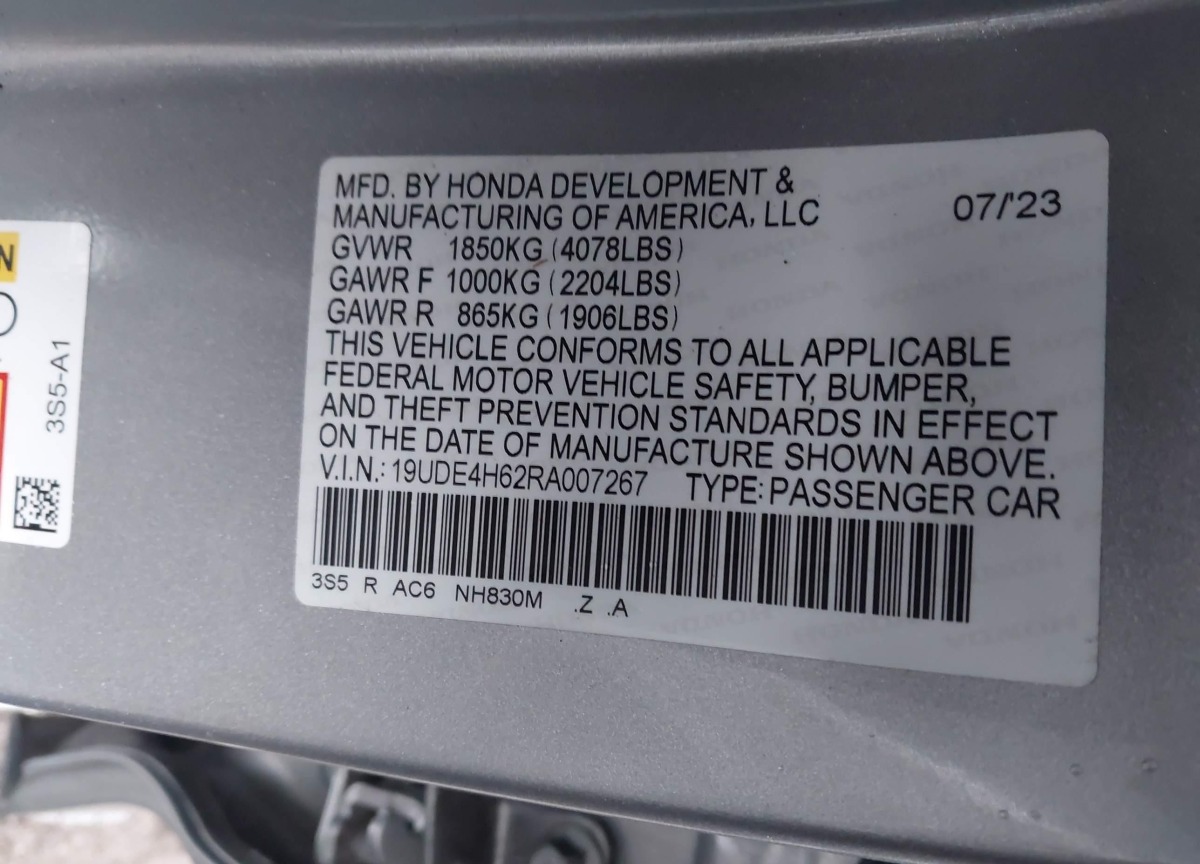 MFD. BY HONDA DEVELOPMENT &
MANUFACTURING OF AMERICA, LLC 07/'23
GVWR 1850KG (4078LBS)
GAWR F 1000KG (2204LBS)
GAWR R 865KG (1906LBS)
THIS VEHICLE CONFORMS TO ALL APPLICABLE
FEDERAL MOTOR VEHICLE SAFETY, BUMPER,
AND THEFT PREVENTION STANDARDS IN EFFECT
ON THE DATE OF MANUFACTURE SHOWN ABOVE.
V.I.N.: 19UDE4H62RA007267 TYPE: PASSENGER CAR
3S5 R AC6 NH830M .Z .A
N
3S5-A1